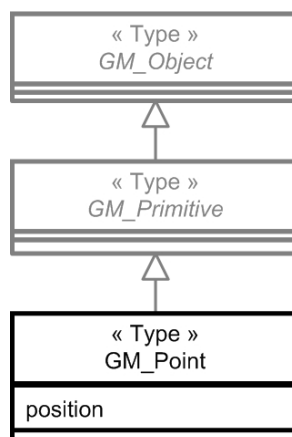 « Type »
GM_Object
« Type »
GM_Primitive
« Type »
GM_Point
position